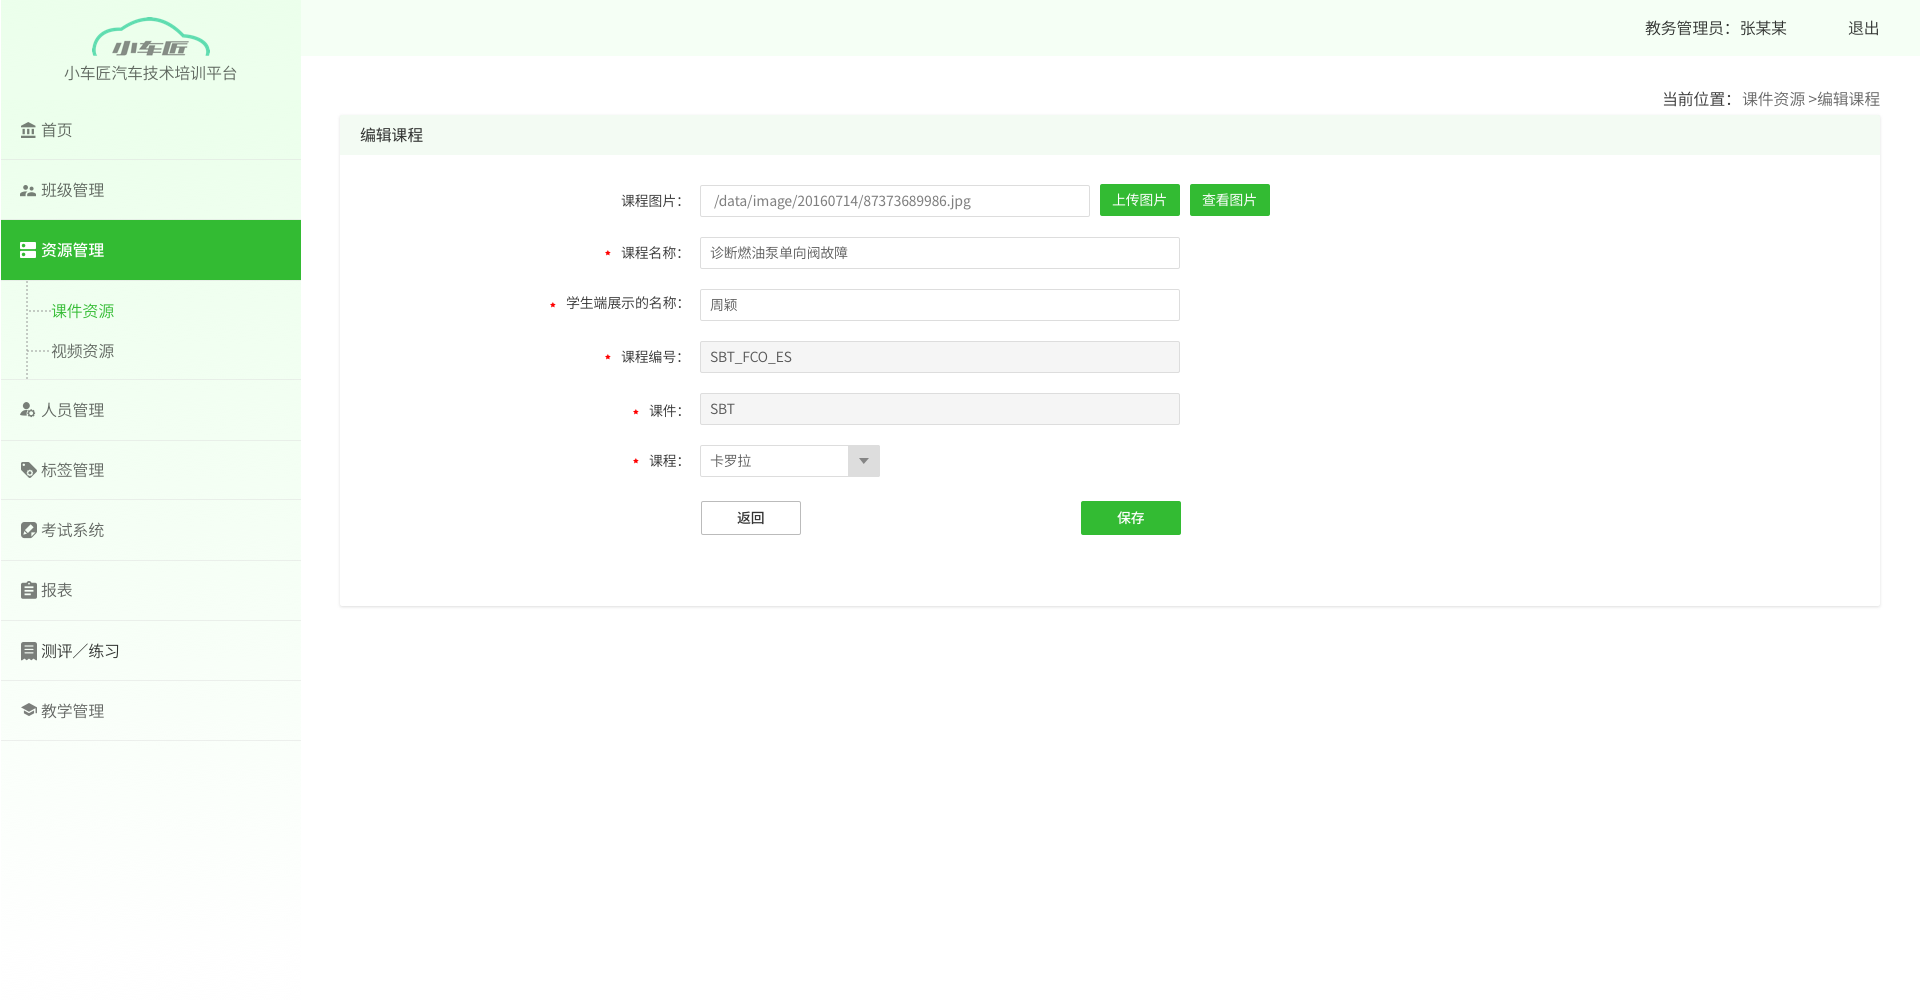 小车匠
小车匠汽车技术培训平台
教务管理员：张某某 退出
首页
班级管理
资源管理
课件资源
视频资源
人员管理
标签管理
考试系统
报表
测评／练习
教学管理
当前位置： 课件资源 >编辑课程
编辑课程
课程图片： /data/image/20160714/87373689986.jpg 上传图片 查看图片
* 课程名称： 诊断燃油泵单向阀故障
* 学生端展示的名称： 周颖
* 课程编号： SBT_FCO_ES
* 课件： SBT
* 课程： 卡罗拉
返回 保存